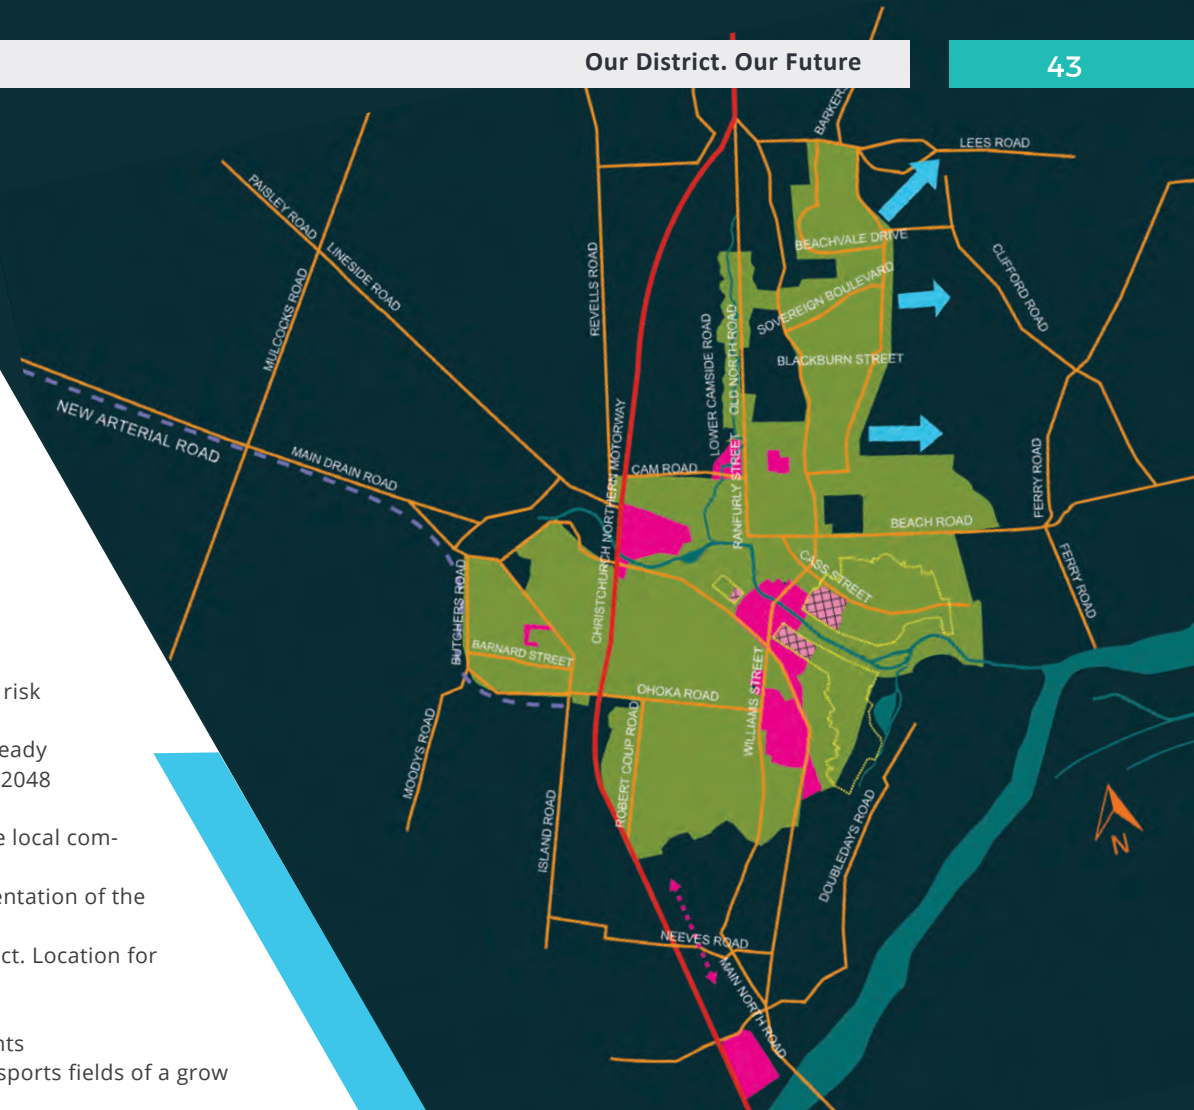 Our District. Our Future
43
BARKERS
LEES ROAD
PAISLEY ROAD
LINESIDE ROAD
MULCOCKS ROAD
REVELLS ROAD
BEACHVALE DRIVE
SOVEREIGN BOULEVARD
CLIFFORD ROAD
LOWER CAMSIDE ROAD
OLD NORTH ROAD
BLACKBURN STREET
NEW ARTERIAL ROAD
MAIN DRAIN ROAD
CHRISTCHURCH NORTHERN MOTORWAY
CAM ROAD
RANFURLY STREET
FERRY ROAD
BEACH ROAD
CASS STREET
FERRY ROAD
BUTCHERS ROAD
BARNARD STREET
OHOKA ROAD
WILLIAMS STREET
MOODYS ROAD
ROBERT COUP ROAD
ISLAND ROAD
DOUBLEDAYS ROAD
N
NEEVES ROAD
MAIN NORTH ROAD
risk
eady
2048
e local com-
entation of the
ct. Location for
nts
sports fields of a grow